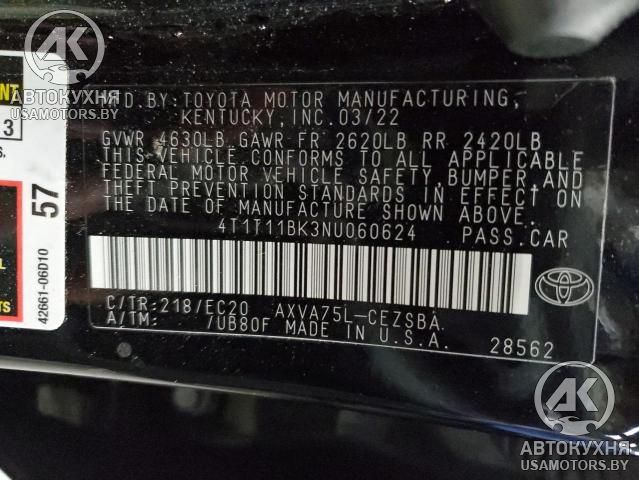 AK
АВТОКУХНЯ
USAMOTORS.BY
MFD.BY:TOYOTA MOTOR MANUFACTURING,
KENTUCKY, INC. 03/22
GVWR 4630LB GAWR FR 2620LB RR 2420LB
THIS VEHICLE CONFORMS TO ALL APPLICABLE
FEDERAL MOTOR VEHICLE SAFETY, BUMPER, AND
THEFT PREVENTION STANDARDS IN EFFECT ON
THE DATE OF MANUFACTURE SHOWN ABOVE.
4T1T11BK3NU060624 PASS.CAR
C/TR:218/EC20 AXVA75L-CEZSBA
A/TM: /UB80F MADE IN U.S.A.
28562
57
42661-06D10
3
AK
АВТОКУХНЯ
USAMOTORS.BY